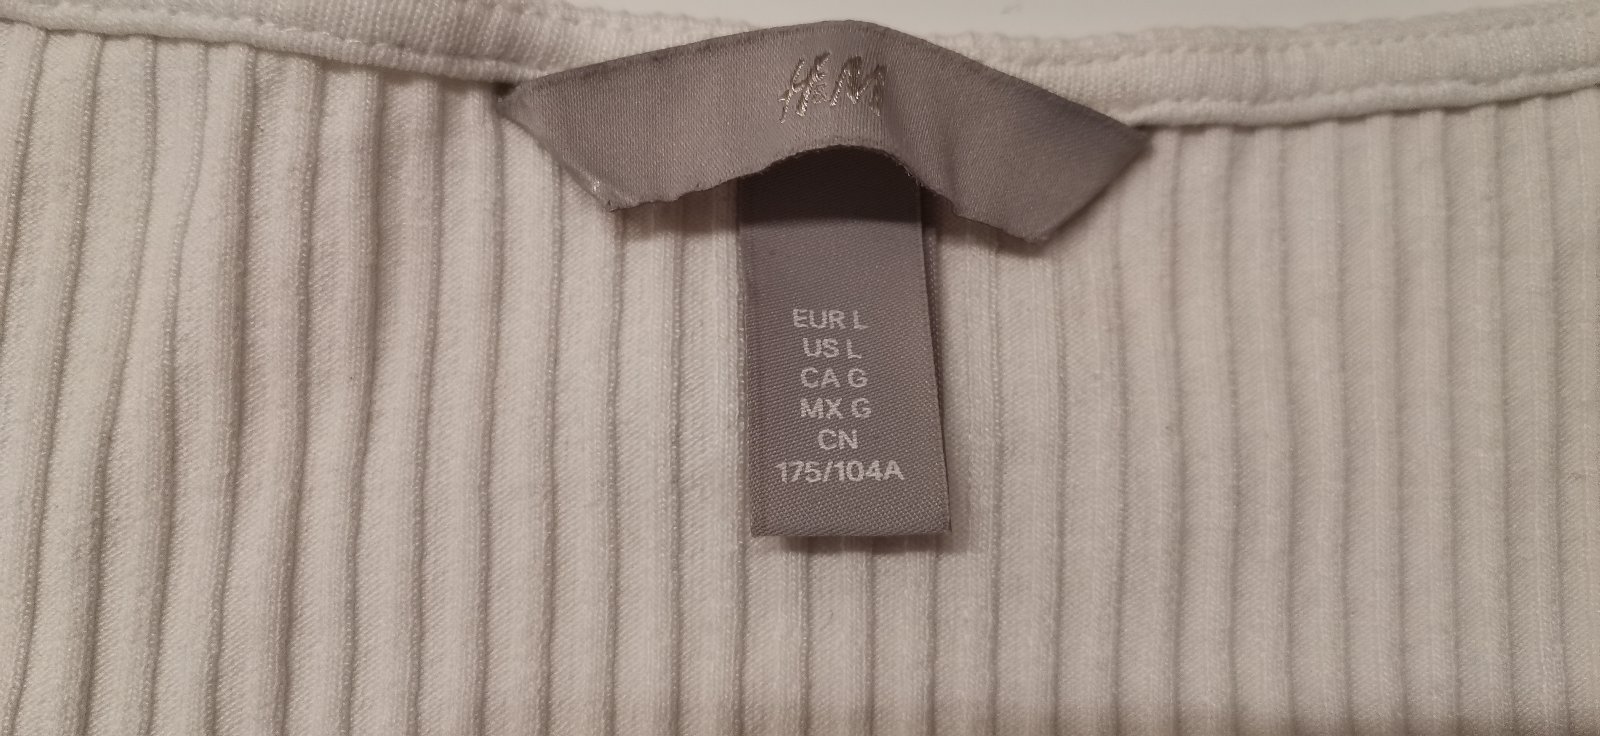 H&M
EUR L
US L
CA G
MX G
CN
175/104A